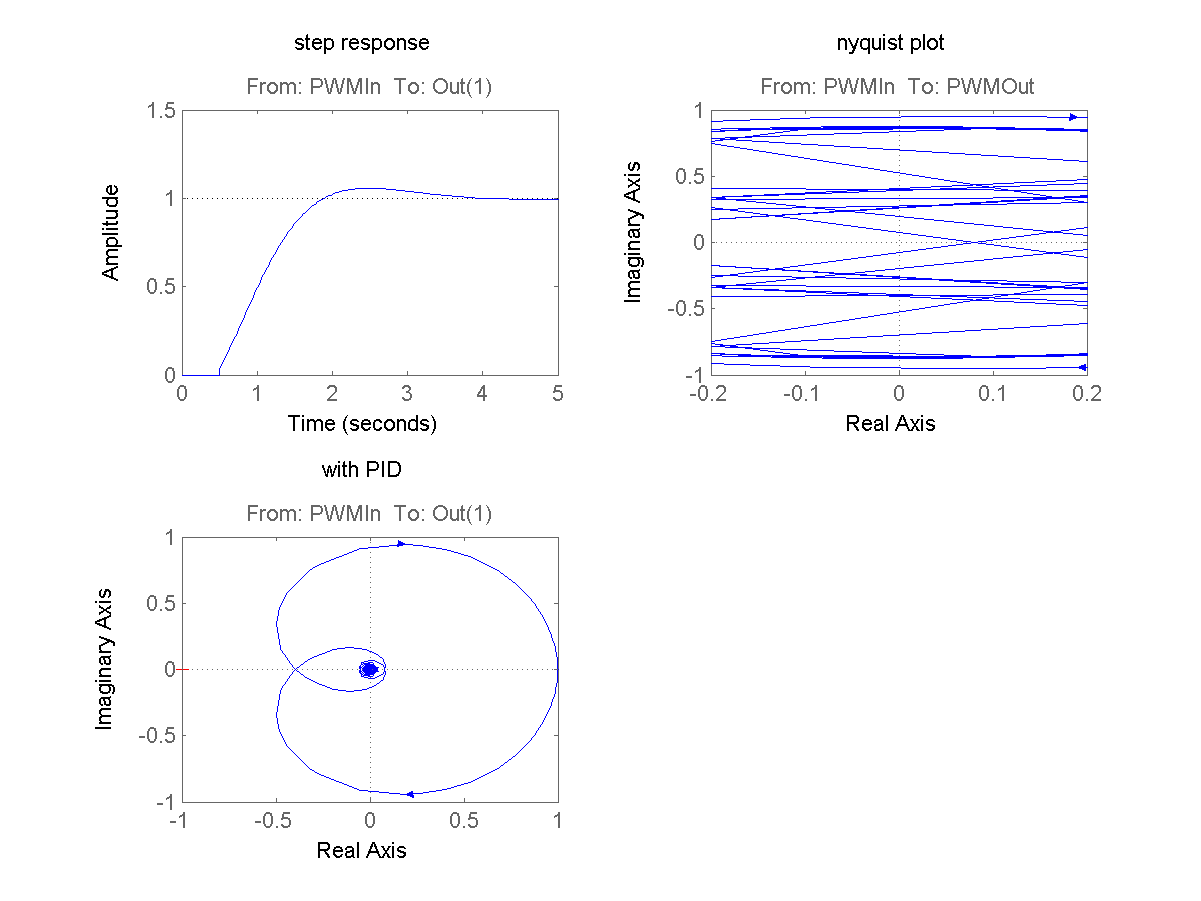 step response
From: PWMIn To: Out(1)
1.5
1
0.5
0
Amplitude
0 1 2 3 4 5
Time (seconds)
nyquist plot
From: PWMIn To: PWMOut
1
0.5
0
-0.5
-1
Imaginary Axis
-0.2 -0.1 0 0.1 0.2
Real Axis
with PID
From: PWMIn To: Out(1)
1
0.5
0
-0.5
-1
Imaginary Axis
-1 -0.5 0 0.5 1
Real Axis